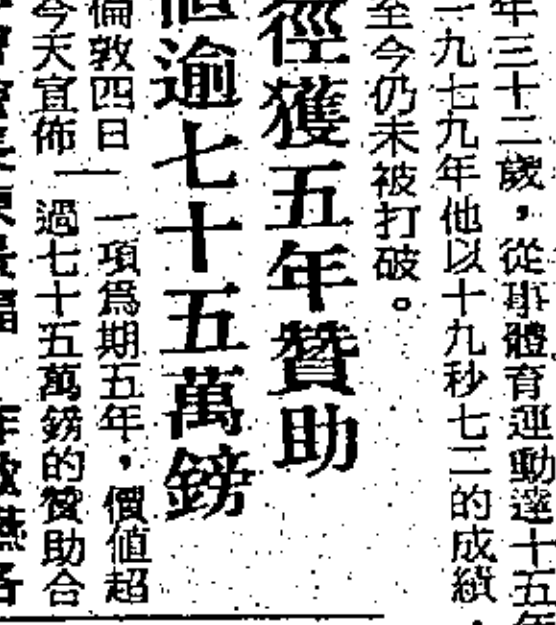 年三十二歲，從事體育運動達十五年
一九七九年他以十九秒七二的成績，
至今仍未被打破。
徑獲五年贊助
值逾七十五萬鎊
倫敦四日— 一項爲期五年，價值超
今天宣佈 過七十五萬鎊的贊助合